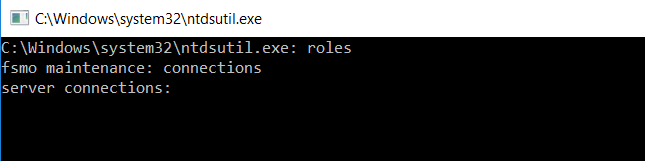 C:\Windows\system32\ntdsutil.exe
C:\Windows\system32\ntdsutil.exe: roles
fsmo maintenance: connections
server connections: